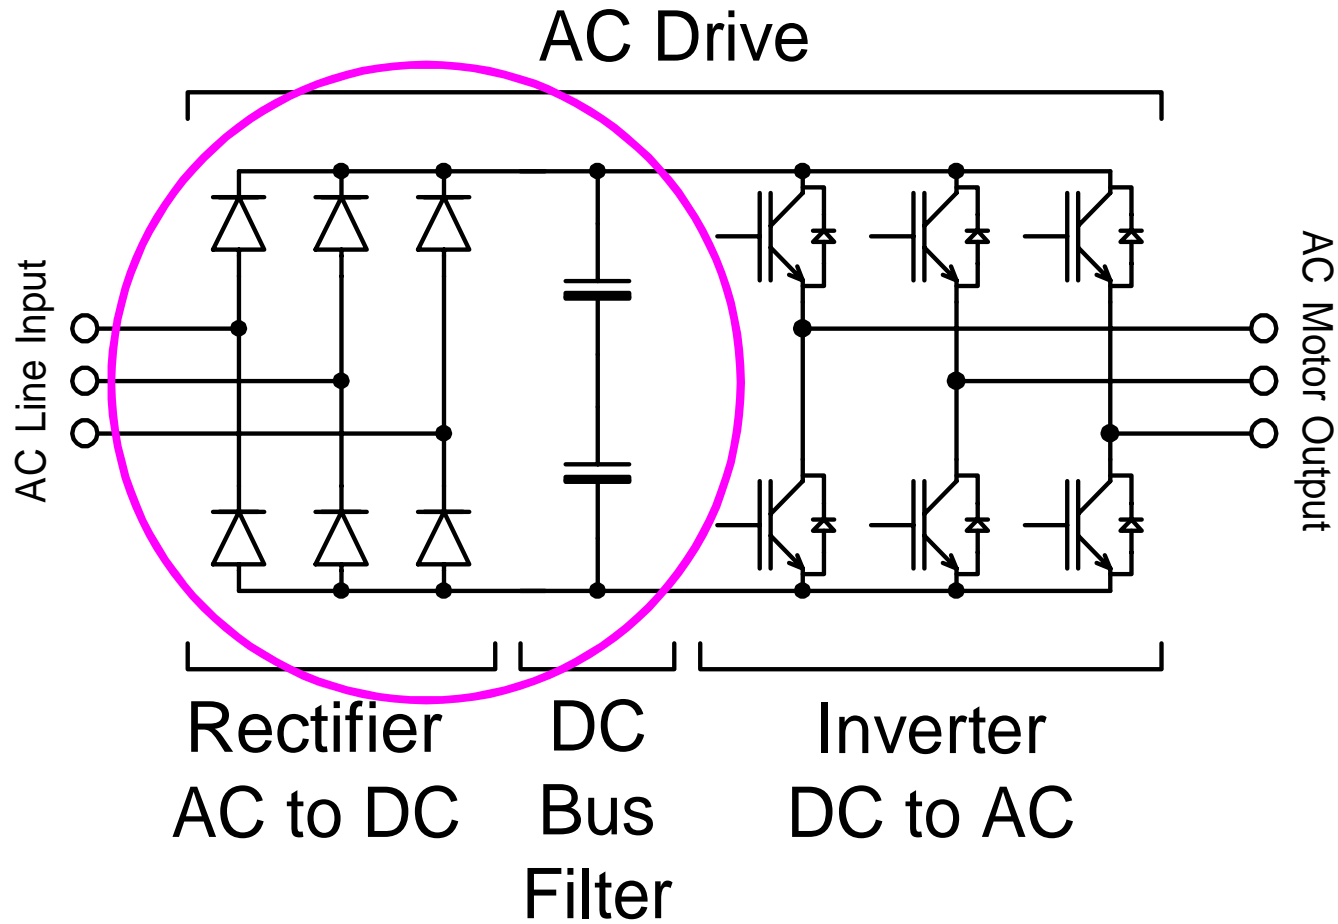 AC Drive
AC Line Input
AC Motor Output
Rectifier
AC to DC
DC
Bus
Filter
Inverter
DC to AC